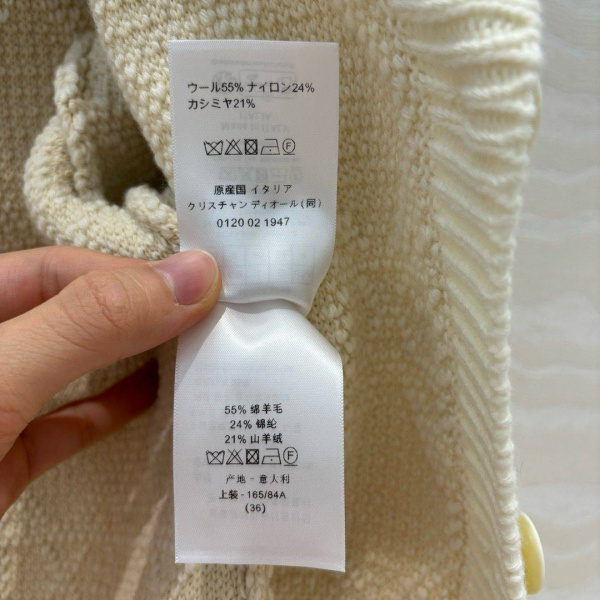 ウール55% ナイロン24%
カシミヤ21%
原産国 イタリア
クリスチャン ディオール(同)
0120 02 1947
55% 绵羊毛
24% 锦纶
21% 山羊绒
产地 - 意大利
上装 - 165/84A
(36)